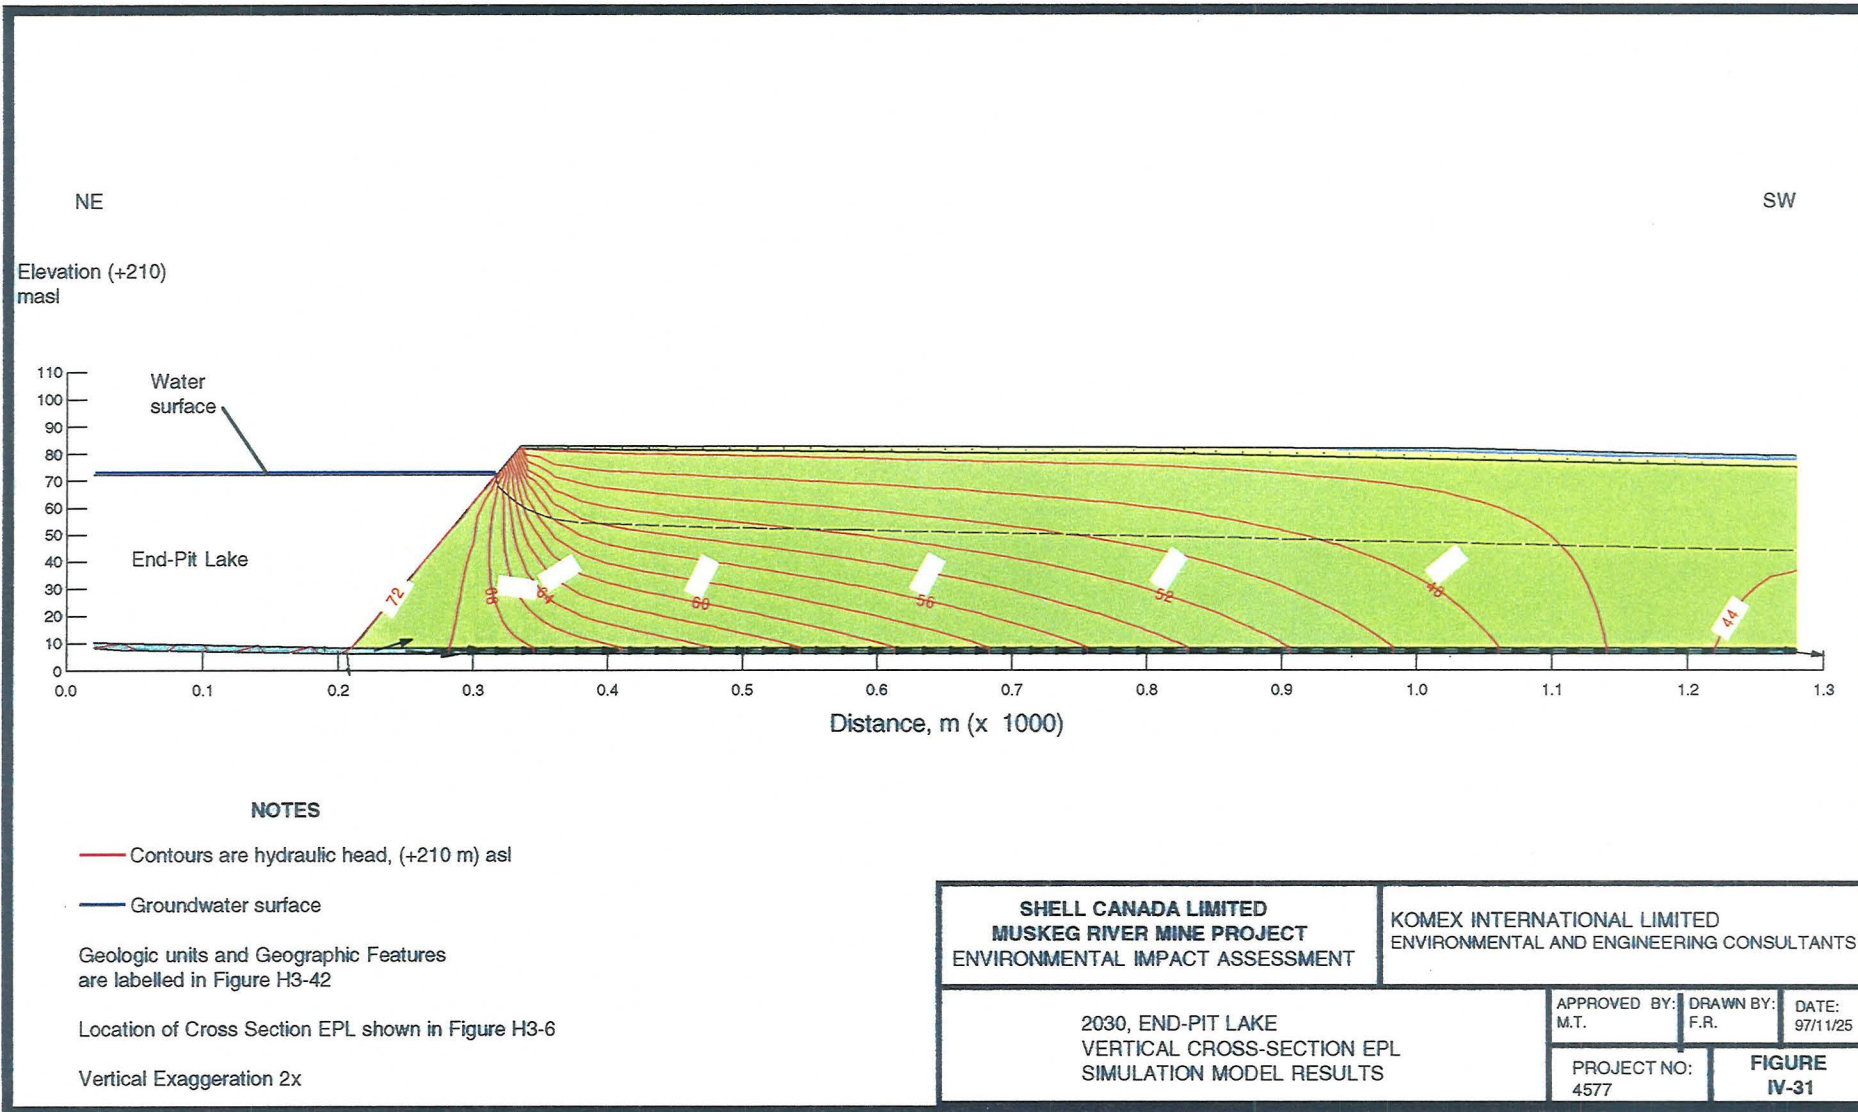 NE
SW
Elevation (+210)
masl
Water
surface
End-Pit Lake
110
100
90
80
70
60
50
40
30
20
10
0
72
68
64
60
56
52
48
44
0.0 0.1 0.2 0.3 0.4 0.5 0.6 0.7 0.8 0.9 1.0 1.1 1.2 1.3
Distance, m (x 1000)
NOTES
Contours are hydraulic head, (+210 m) asl
Groundwater surface
Geologic units and Geographic Features
are labelled in Figure H3-42
Location of Cross Section EPL shown in Figure H3-6
Vertical Exaggeration 2x
SHELL CANADA LIMITED
MUSKEG RIVER MINE PROJECT
ENVIRONMENTAL IMPACT ASSESSMENT
KOMEX INTERNATIONAL LIMITED
ENVIRONMENTAL AND ENGINEERING CONSULTANTS
2030, END-PIT LAKE
VERTICAL CROSS-SECTION EPL
SIMULATION MODEL RESULTS
APPROVED BY:
M.T.
DRAWN BY:
F.R.
DATE:
97/11/25
PROJECT NO:
4577
FIGURE
IV-31